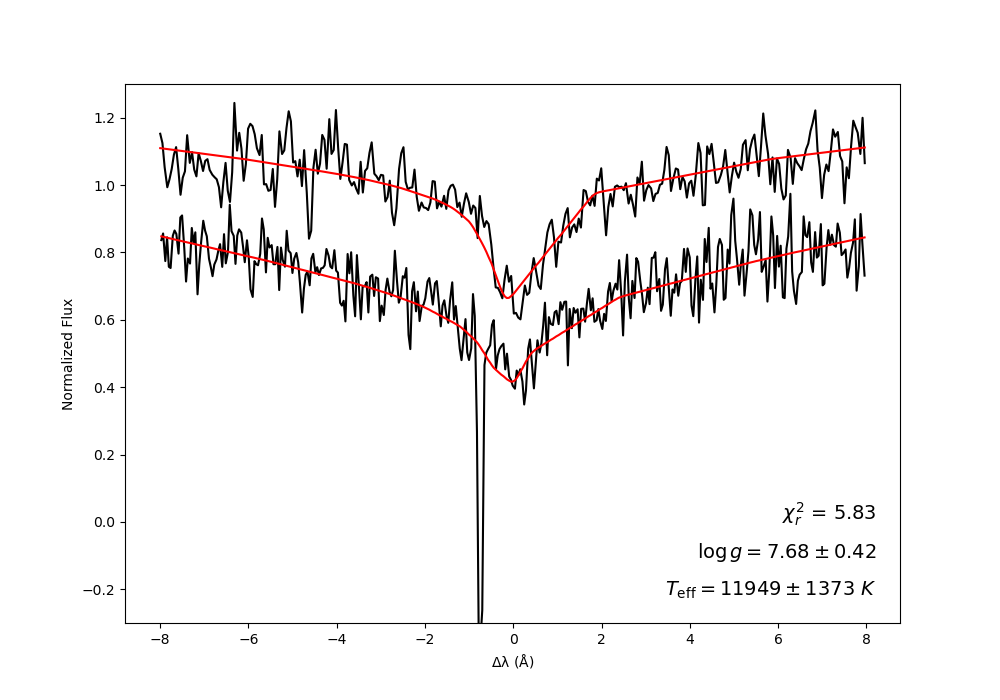 1.2
1.0
0.8
0.6
0.4
0.2
0.0
−0.2
Normalized Flux
χ²ᵣ = 5.83
log g = 7.68 ± 0.42
T_eff = 11949 ± 1373 K
−8 −6 −4 −2 0 2 4 6 8
Δλ (Å)